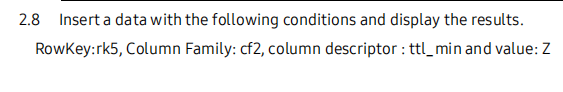 2.8 Insert a data with the following conditions and display the results.
RowKey:rk5, Column Family: cf2, column descriptor : ttl_min and value: Z